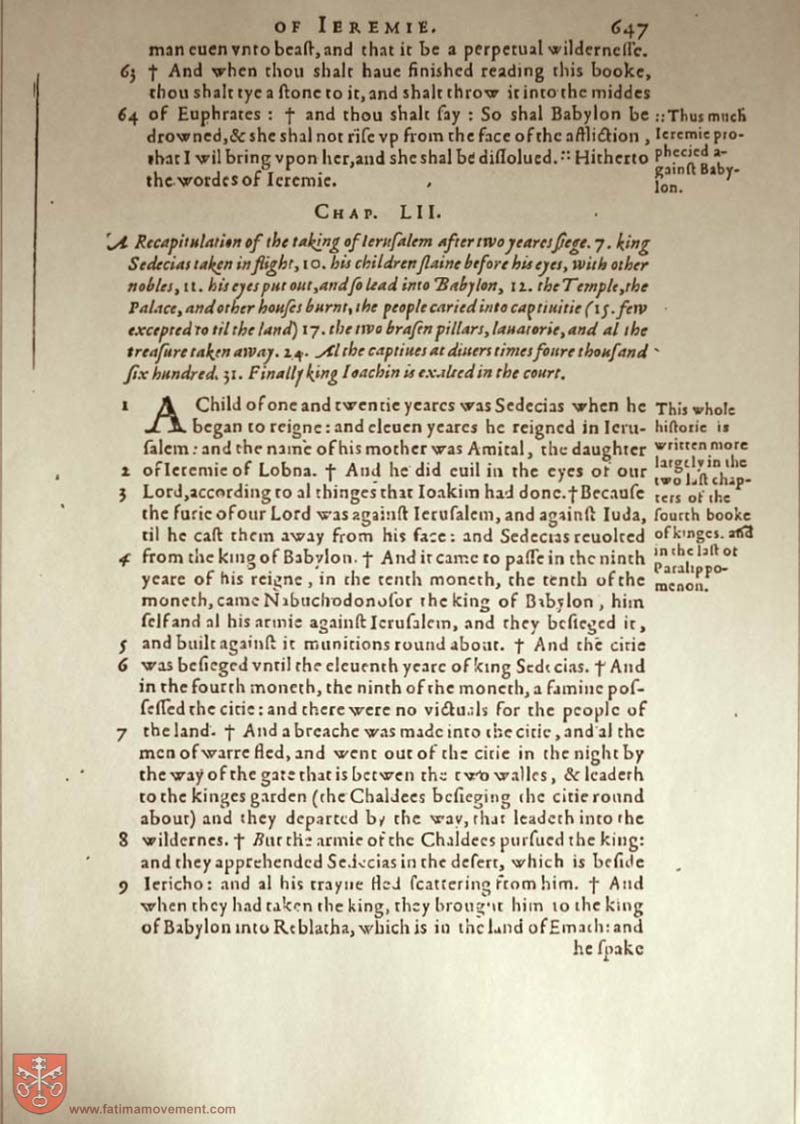 OF IEREMIE. 647
man euen vnto beaſt, and that it be a perpetual wilderneſſe.
63 † And when thou shalt haue finished reading this booke,
thou shalt tye a ſtone to it, and shalt throw it into the middes
64 of Euphrates : † and thou shalt ſay : So shal Babylon be
drowned, & she shal not riſe vp from the face of the affliction,
that I wil bring vpon her, and she shal be diſſolued. :: Hitherto
the wordes of Ieremie.
:: Thus much
Ieremie pro-
phecied a-
gainſt Baby-
lon.
CHAP. LII.
A Recapitulation of the taking of Ieruſalem after two yeares ſiege. 7. king
Sedecias taken in flight, 10. his children ſlaine before his eyes, with other
nobles, 11. his eyes put out, and ſo lead into Babylon, 12. the Temple, the
Palace, and other houſes burnt, the people caried into captiuitie (15. few
excepted to til the land) 17. the two braſen pillars, lauatorie, and al the
treaſure taken away. 24. Al the captiues at diuers times foure thouſand
ſix hundred. 31. Finally king Ioachin is exalted in the court.
1 A Child of one and twentie yeares was Sedecias when he
began to reigne : and eleuen yeares he reigned in Ieru-
ſalem : and the name of his mother was Amital, the daughter
2 of Ieremie of Lobna. † And he did euil in the eyes of our
3 Lord, according to al thinges that Ioakim had done. † Becauſe
the furie of our Lord was againſt Ieruſalem, and againſt Iuda,
til he caſt them away from his face : and Sedecias reuolted
4 from the king of Babylon. † And it came to paſſe in the ninth
yeare of his reigne, in the tenth moneth, the tenth of the
moneth, came Nabuchodonoſor the king of Babylon, him
ſelf and al his armie againſt Ieruſalem, and they beſieged it,
5 and built againſt it munitions round about. † And the citie
6 was beſieged vntil the eleuenth yeare of king Sedecias. † And
in the fourth moneth, the ninth of the moneth, a famine poſ-
ſeſſed the citie : and there were no victuals for the people of
7 the land. † And a breache was made into the citie, and al the
men of warre fled, and went out of the citie in the night by
the way of the gate that is betwen the two walles, & leadeth
to the kinges garden (the Chaldees beſieging the citie round
about) and they departed by the way, that leadeth into the
8 wildernes. † But the armie of the Chaldees purſued the king:
and they apprehended Sedecias in the deſert, which is beſide
9 Iericho : and al his trayne fled ſcattering from him. † And
when they had taken the king, they brought him to the king
of Babylon into Reblatha, which is in the land of Emath: and
he ſpake
This whole
hiſtorie is
written more
largely in the
two laſt chap-
ters of the
fourth booke
of kinges. and
in the laſt of
Paralippo-
menon.
www.fatimamovement.com